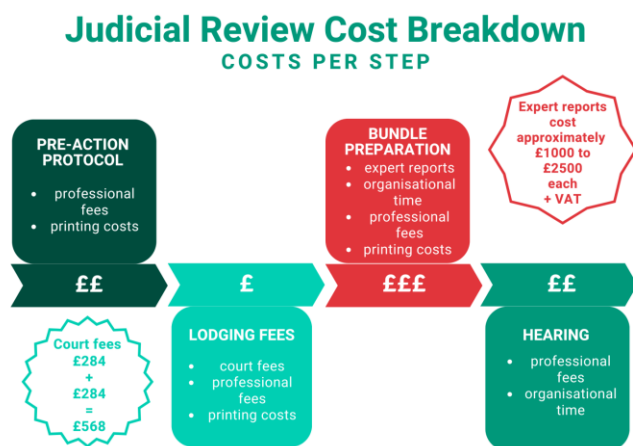 Judicial Review Cost Breakdown
COSTS PER STEP
PRE-ACTION
PROTOCOL
• professional
fees
• printing costs
BUNDLE
PREPARATION
• expert reports
• organisational
time
• professional
fees
• printing costs
Expert reports
cost
approximately
£1000 to
£2500
each
+ VAT
££
£
£££
££
Court fees
£284
+
£284
=
£568
LODGING FEES
• court fees
• professional
fees
• printing costs
HEARING
• professional
fees
• organisational
time